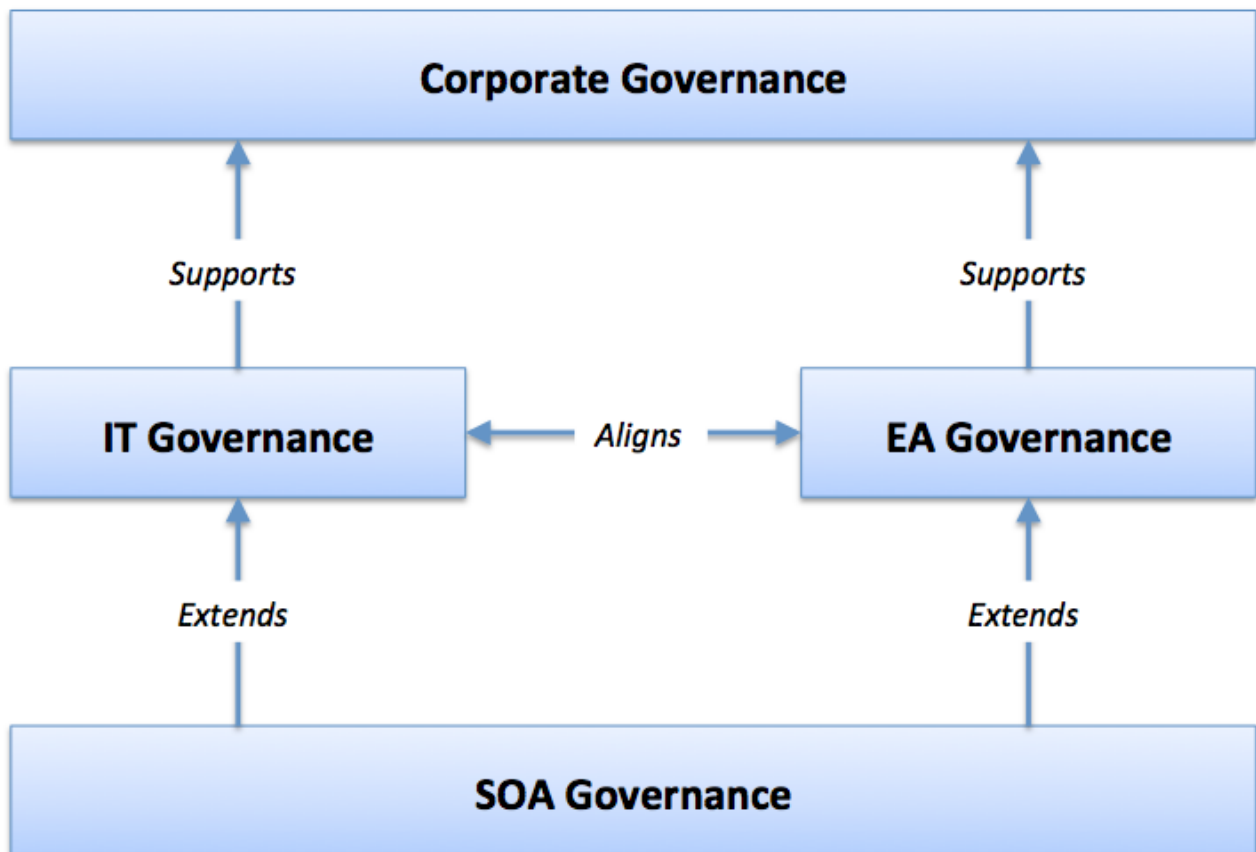 Corporate Governance
Supports
Supports
IT Governance
Aligns
EA Governance
Extends
Extends
SOA Governance